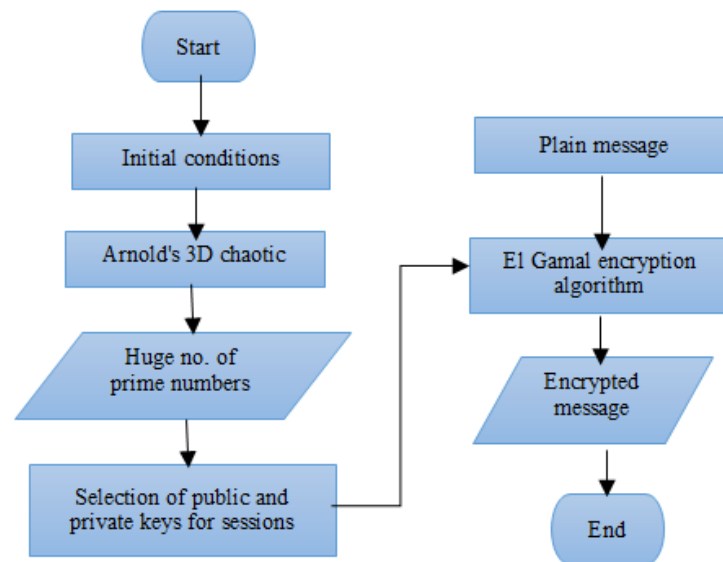 Start
Initial conditions
Arnold's 3D chaotic
Huge no. of
prime numbers
Selection of public and
private keys for sessions
Plain message
El Gamal encryption
algorithm
Encrypted
message
End